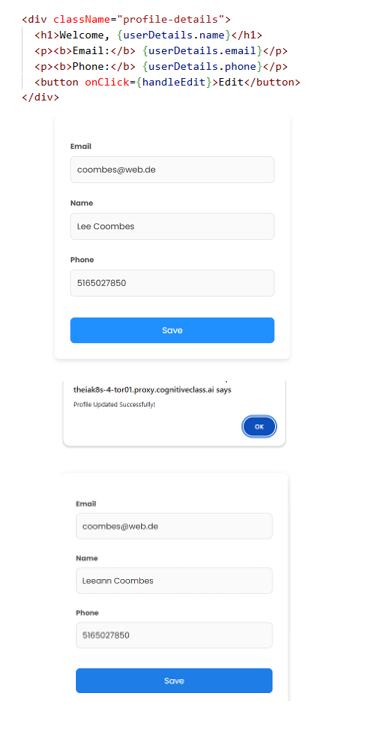 <div className="profile-details">
<h1>Welcome, {userDetails.name}</h1>
<p><b>Email:</b> {userDetails.email}</p>
<p><b>Phone:</b> {userDetails.phone}</p>
<button onClick={handleEdit}>Edit</button>
</div>
Email
coombes@web.de
Name
Lee Coombes
Phone
5165027850
Save
theiak8s-4-tor01.proxy.cognitiveclass.ai says
Profile Updated Successfully!
OK
Email
coombes@web.de
Name
Leeann Coombes
Phone
5165027850
Save